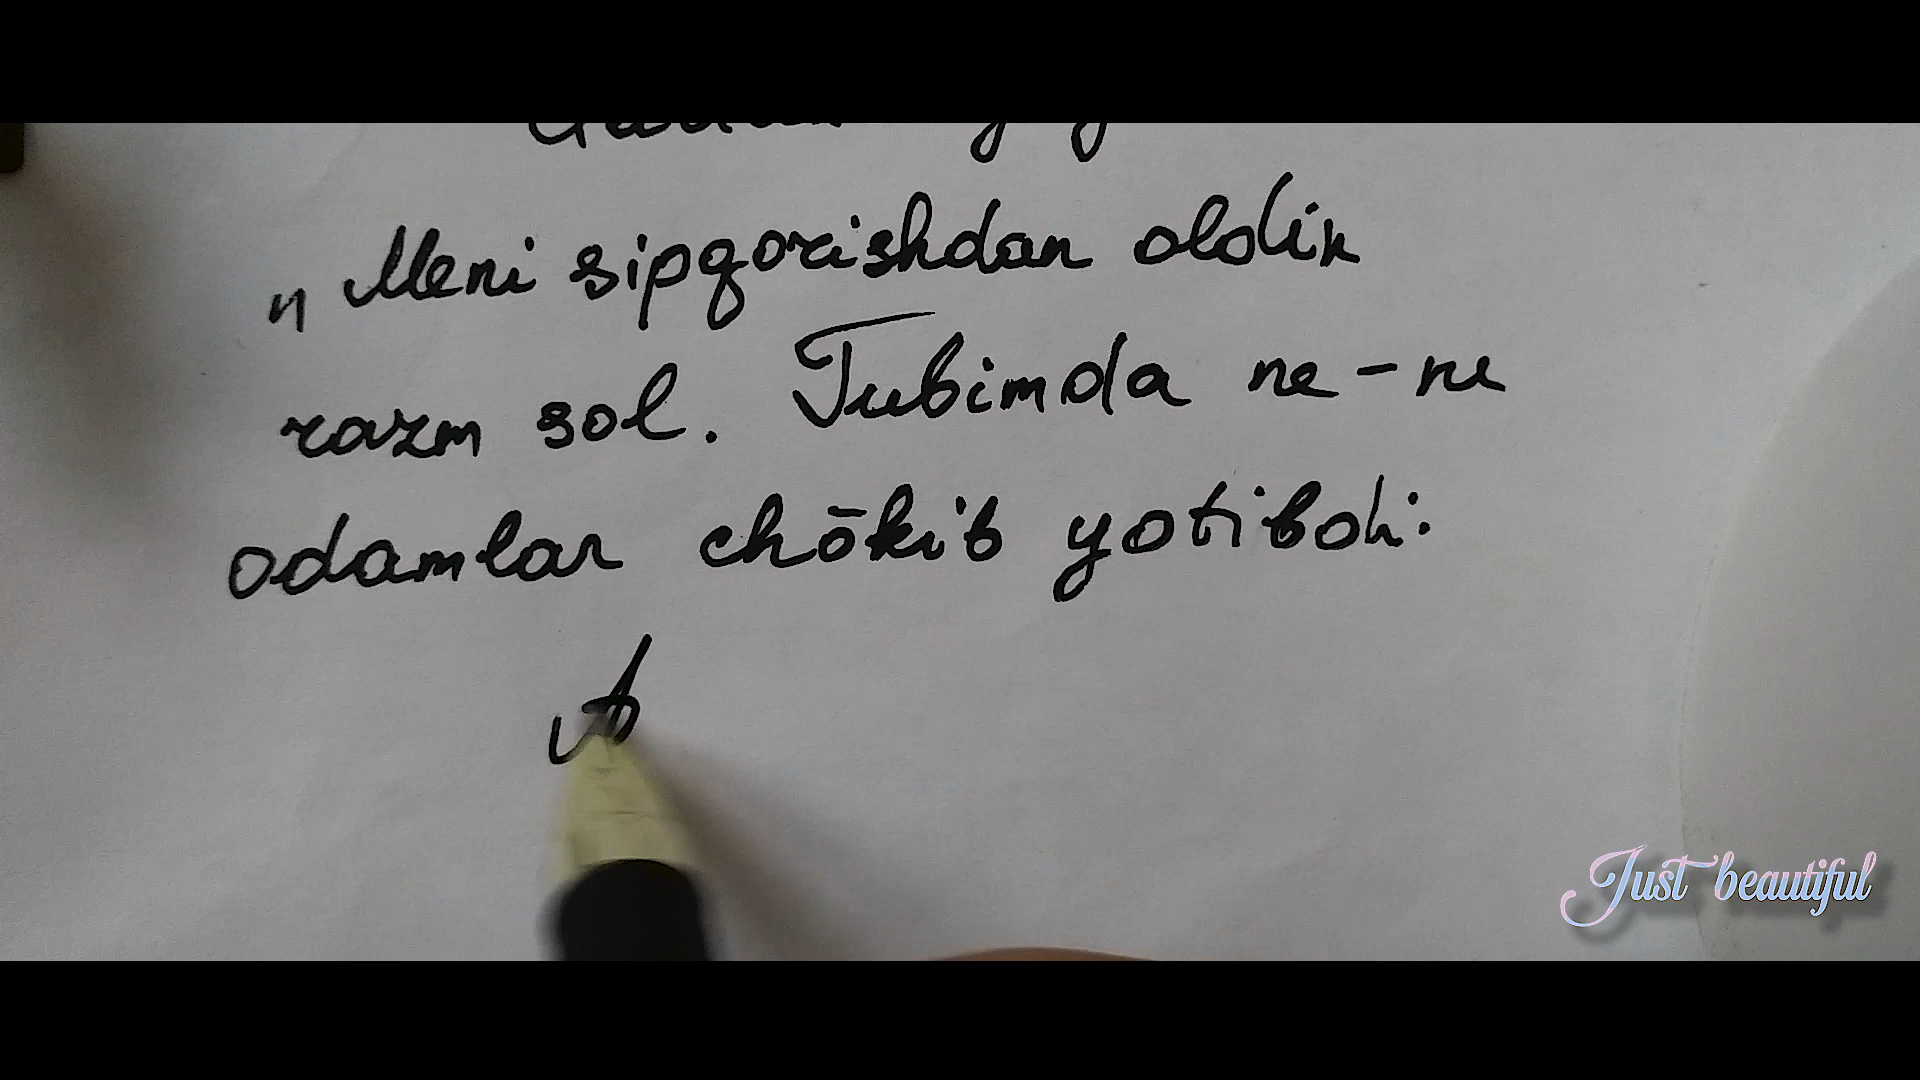 „Meni sipqorishdan oldin
razm sol. Tubimda ne-ne
odamlar chōkib yotibdi:
Just beautiful